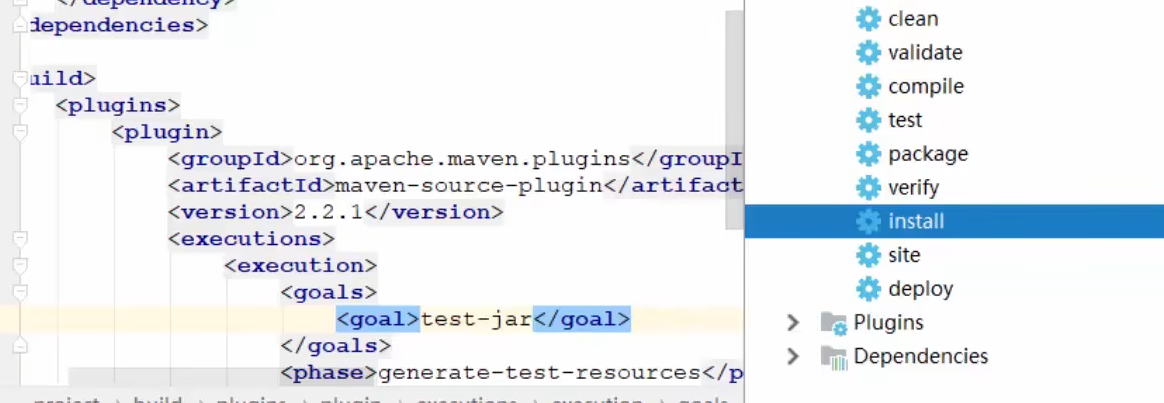 </dependency>
dependencies>
uild>
<plugins>
<plugin>
<groupId>org.apache.maven.plugins</groupI
<artifactId>maven-source-plugin</artifact
<version>2.2.1</version>
<executions>
<execution>
<goals>
<goal>test-jar</goal>
</goals>
<phase>generate-test-resources</p
project > build > plugins > plugin > executions > execution > goals
clean
validate
compile
test
package
verify
install
site
deploy
Plugins
Dependencies